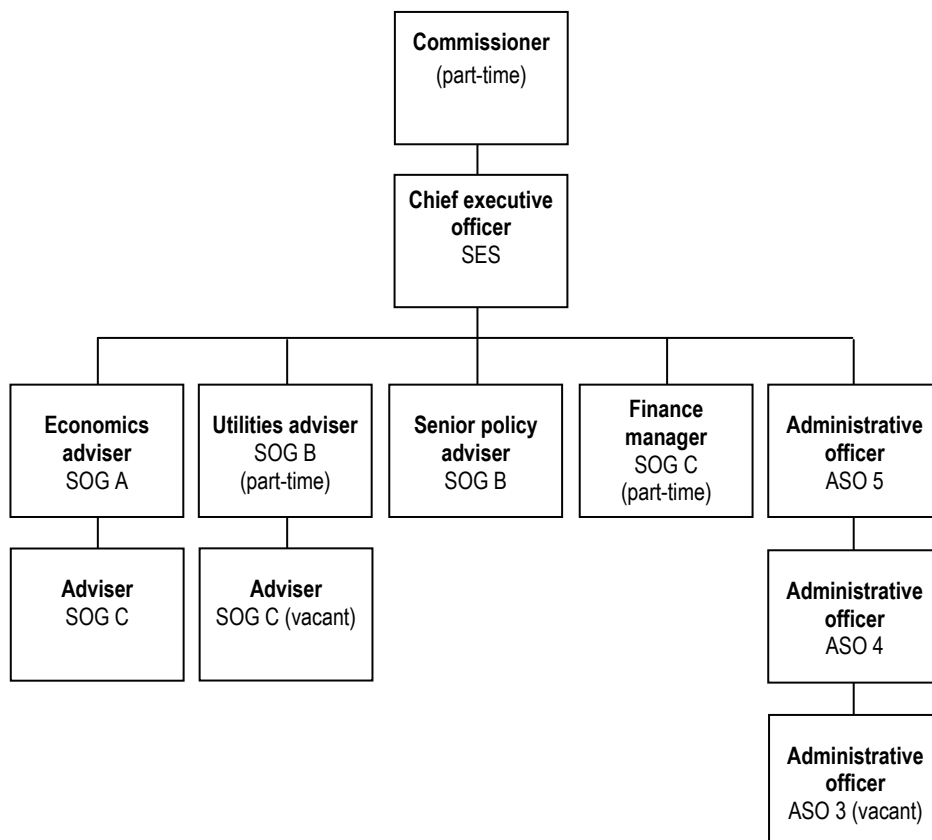 Commissioner
(part-time)
Chief executive
officer
SES
Economics
adviser
SOG A
Utilities adviser
SOG B
(part-time)
Senior policy
adviser
SOG B
Finance
manager
SOG C
(part-time)
Administrative
officer
ASO 5
Adviser
SOG C
Adviser
SOG C (vacant)
Administrative
officer
ASO 4
Administrative
officer
ASO 3 (vacant)